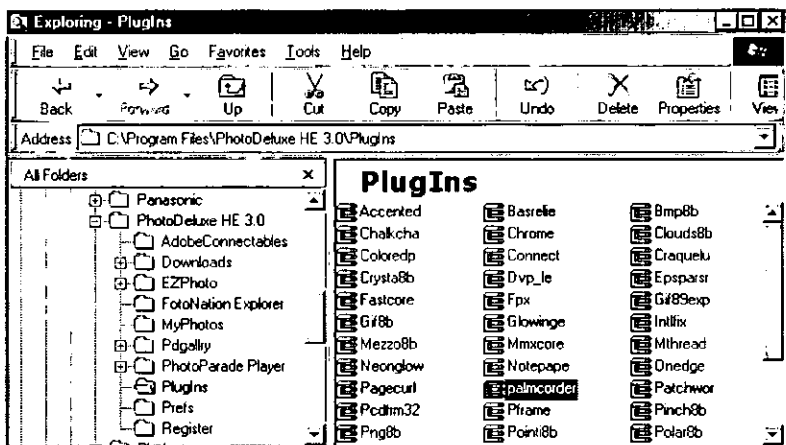 Exploring - PlugIns
File Edit View Go Favorites Tools Help
Back Forward Up Cut Copy Paste Undo Delete Properties View
Address C:\Program Files\PhotoDeluxe HE 3.0\PlugIns
All Folders
Panasonic
PhotoDeluxe HE 3.0
AdobeConnectables
Downloads
EZPhoto
FotoNation Explorer
MyPhotos
Pdgallry
PhotoParade Player
PlugIns
Prefs
Register
PlugIns
Accented Basrelie Bmp8b
Chalkcha Chrome Clouds8b
Coloredp Connect Craquelu
Crysta8b Dvp_le Epsparsr
Fastcore Fpx Gif89exp
Gif8b Glowinge Intlfix
Mezzo8b Mmxcore Mthread
Neonglow Notepape Onedge
Pagecurl palmcorder Patchwor
Pcdhm32 Pframe Pinch8b
Png8b Pointi8b Polar8b